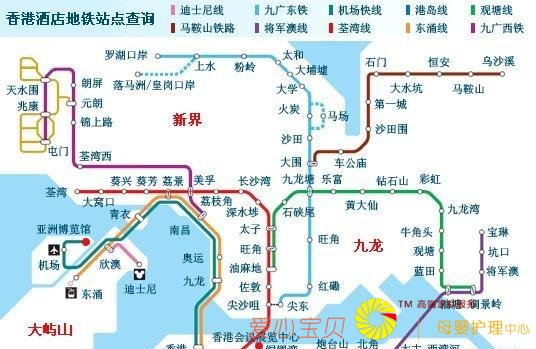 香港酒店地铁站点查询
迪士尼线 九广东铁 机场快线 港岛线 观塘线
马鞍山铁路 将军澳线 荃湾线 东涌线 九广西铁
罗湖口岸 上水 粉岭 太和
落马洲/皇岗口岸 大埔墟
石门 恒安 乌沙溪
大水坑 马鞍山
天水围 朗屏
兆康 元朗
锦上路
新界
大学
火炭 马场
第一城
沙田 沙田围
屯门 荃湾西
大围 车公庙
荃湾 葵兴 葵芳 荔景 美孚 长沙湾 九龙塘 乐富 钻石山 彩虹
大窝口 荔枝角
青衣 深水埗 石硖尾 黄大仙 九龙湾
亚洲博览馆 南昌 太子 牛头角 宝琳
机场 欣澳 奥运 旺角 旺角 九龙 观塘 坑口
油麻地 蓝田 将军澳
东涌 迪士尼 九龙 佐敦 红磡
尖沙咀 尖东 调景岭
TM
大屿山 爱心宝贝 母婴护理中心
香港 香港会议展览中心 炮台山 北角